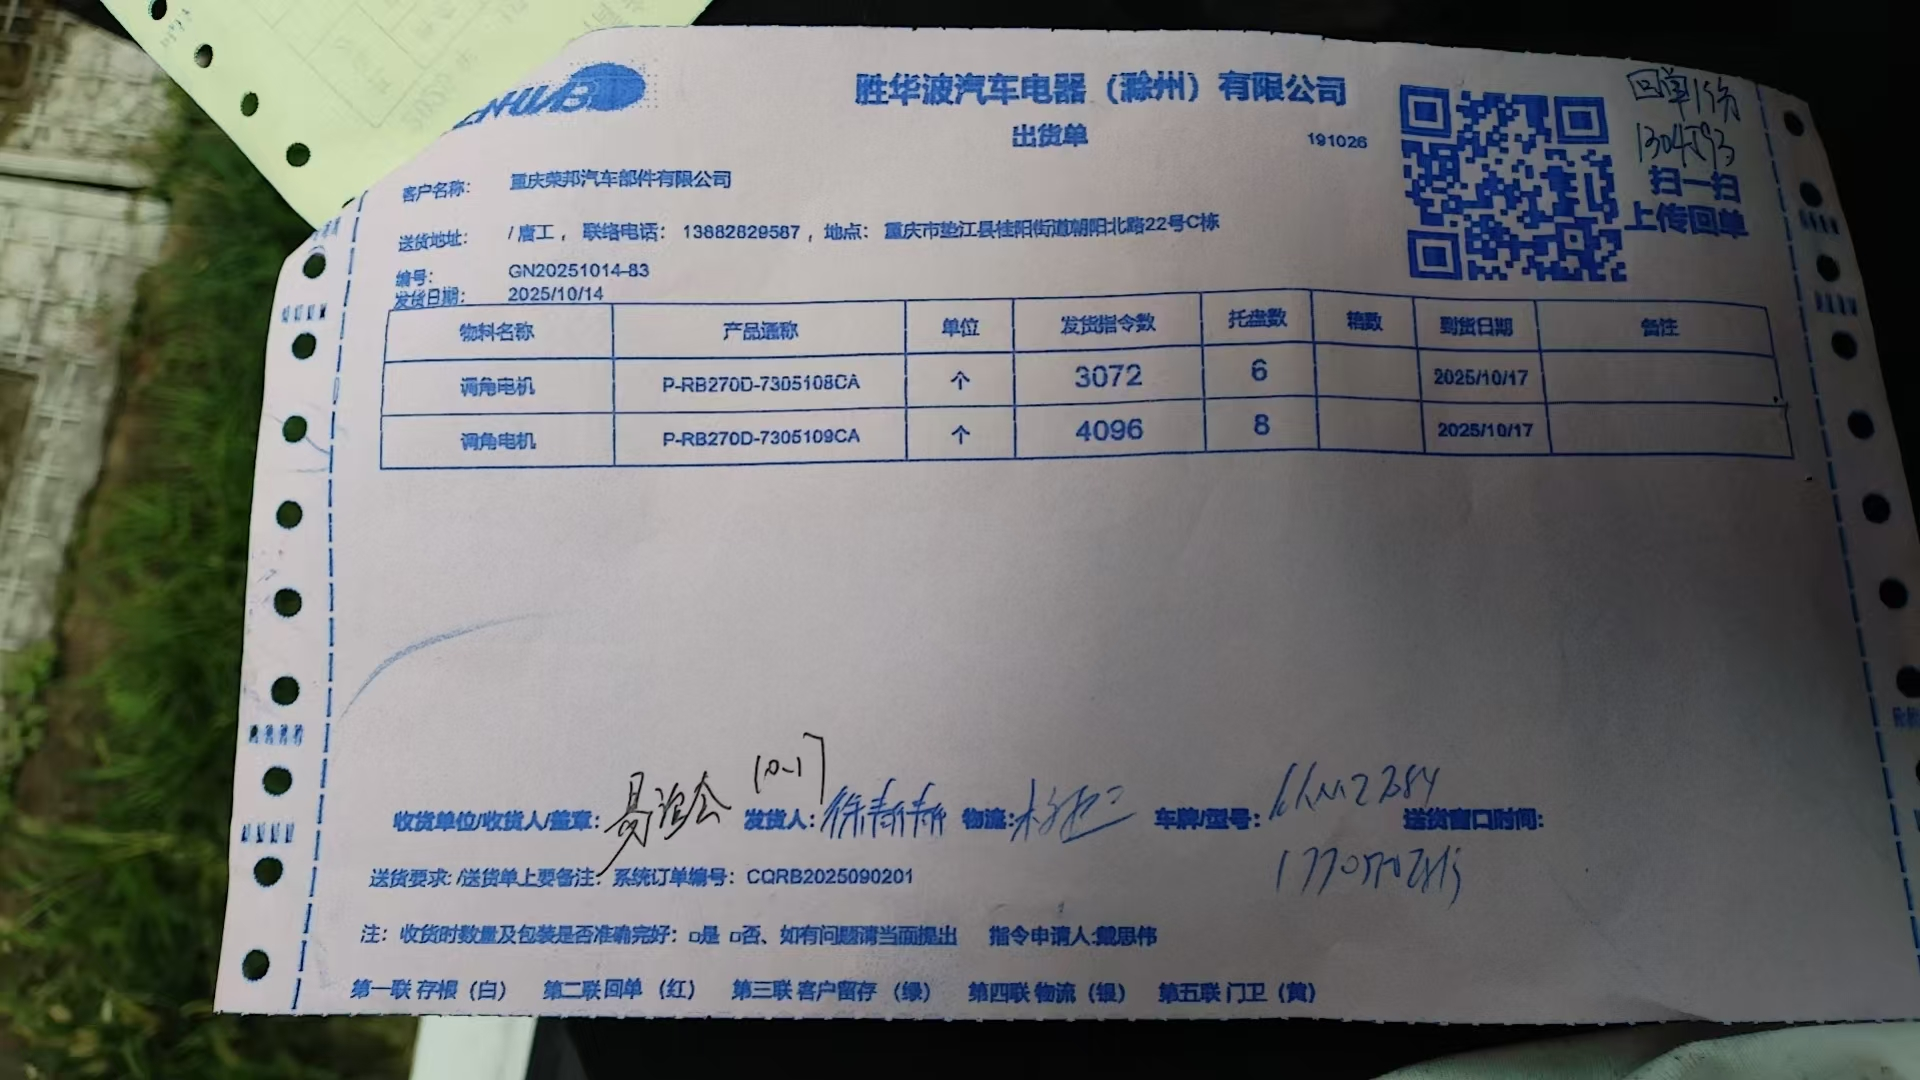 胜华波汽车电器（滁州）有限公司
出货单
191026
回单1份
1304593
扫一扫
上传回单
客户名称： 重庆荣邦汽车部件有限公司
送货地址： / 唐工， 联络电话： 13882829587 ，地点： 重庆市垫江县桂阳街道朝阳北路22号C栋
编号： GN20251014-83
发货日期： 2025/10/14
物料名称 产品通称 单位 发货指令数 托盘数 箱数 到货日期 备注
调角电机 P-RB270D-7305108CA 个 3072 6 2025/10/17
调角电机 P-RB270D-7305109CA 个 4096 8 2025/10/17
10-17
收货单位/收货人/盖章： 发货人：徐静静 物流： 车牌/型号： 送货窗口时间：
送货要求：/送货单上要备注：系统订单编号：CQRB2025090201
注：收货时数量及包装是否准确完好：□是 □否、如有问题请当面提出 指令申请人:戴思伟
第一联 存根（白） 第二联 回单 （红） 第三联 客户留存 （绿） 第四联 物流（银） 第五联 门卫（黄）